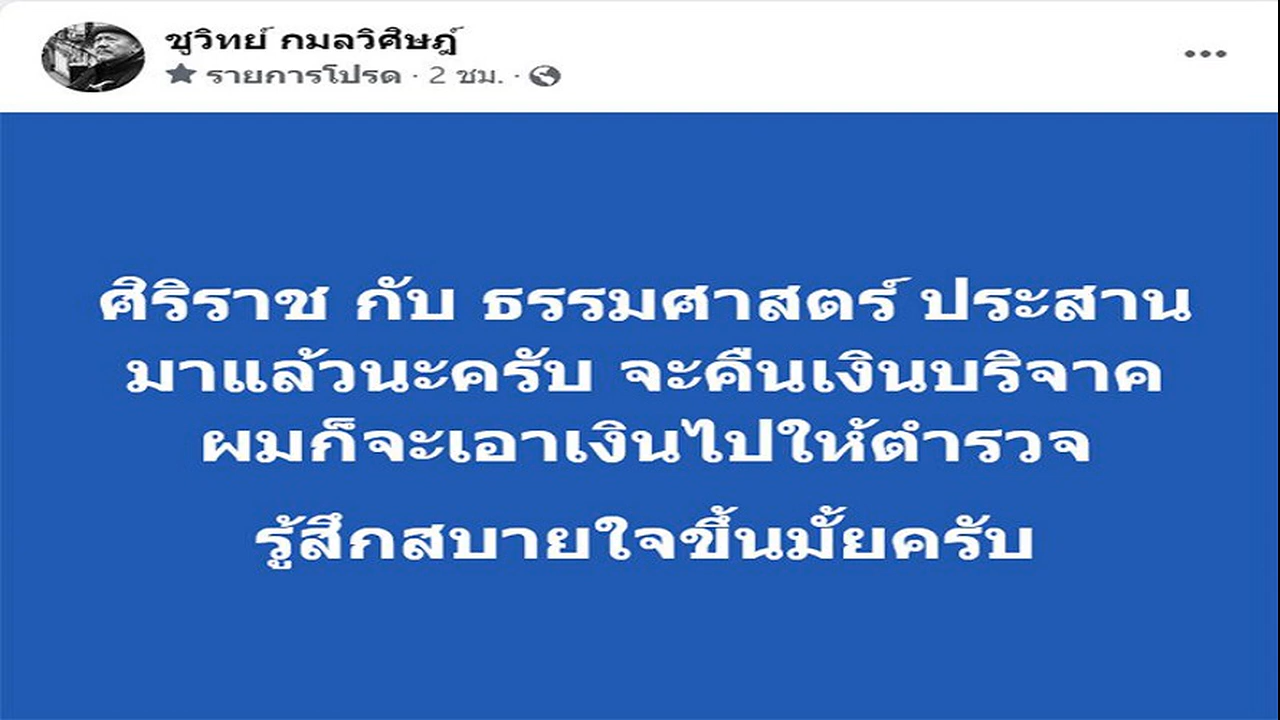 ชูวิทย์ กมลวิศิษฎ์
รายการโปรด · 2 ชม. ·
ศิริราช กับ ธรรมศาสตร์ ประสาน
มาแล้วนะครับ จะคืนเงินบริจาค
ผมก็จะเอาเงินไปให้ตำรวจ
รู้สึกสบายใจขึ้นมั้ยครับ